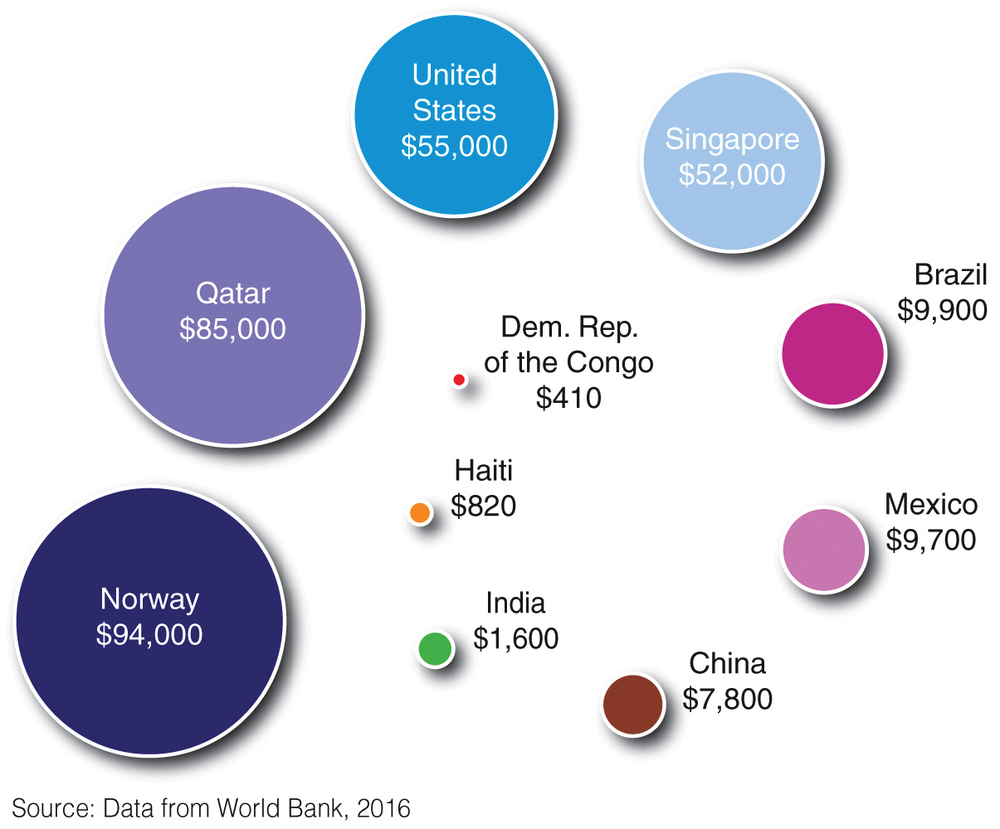 United
States
$55,000
Singapore
$52,000
Qatar
$85,000
Brazil
$9,900
Dem. Rep.
of the Congo
$410
Haiti
$820
Mexico
$9,700
Norway
$94,000
India
$1,600
China
$7,800
Source: Data from World Bank, 2016